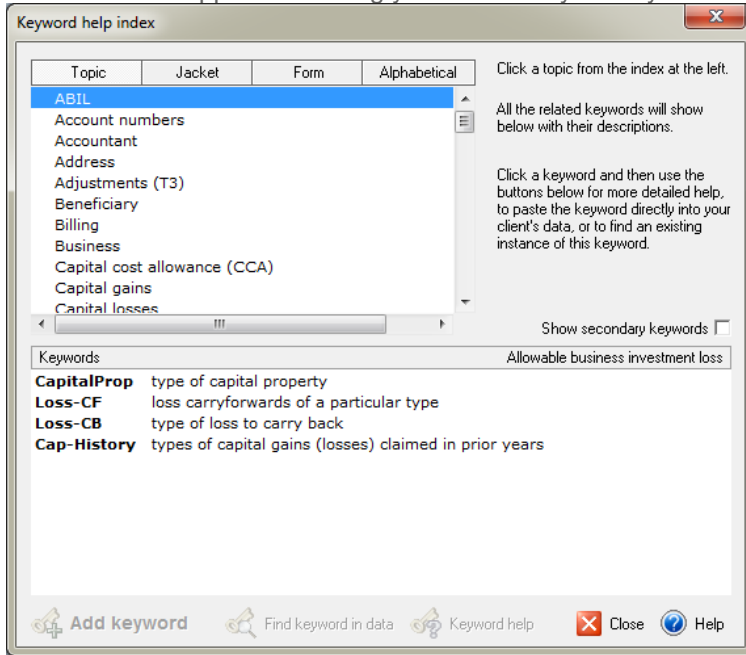 Keyword help index
Topic Jacket Form Alphabetical
ABIL
Account numbers
Accountant
Address
Adjustments (T3)
Beneficiary
Billing
Business
Capital cost allowance (CCA)
Capital gains
Capital losses
Click a topic from the index at the left.
All the related keywords will show
below with their descriptions.
Click a keyword and then use the
buttons below for more detailed help,
to paste the keyword directly into your
client's data, or to find an existing
instance of this keyword.
Show secondary keywords
Keywords Allowable business investment loss
CapitalProp type of capital property
Loss-CF loss carryforwards of a particular type
Loss-CB type of loss to carry back
Cap-History types of capital gains (losses) claimed in prior years
Add keyword Find keyword in data Keyword help Close Help